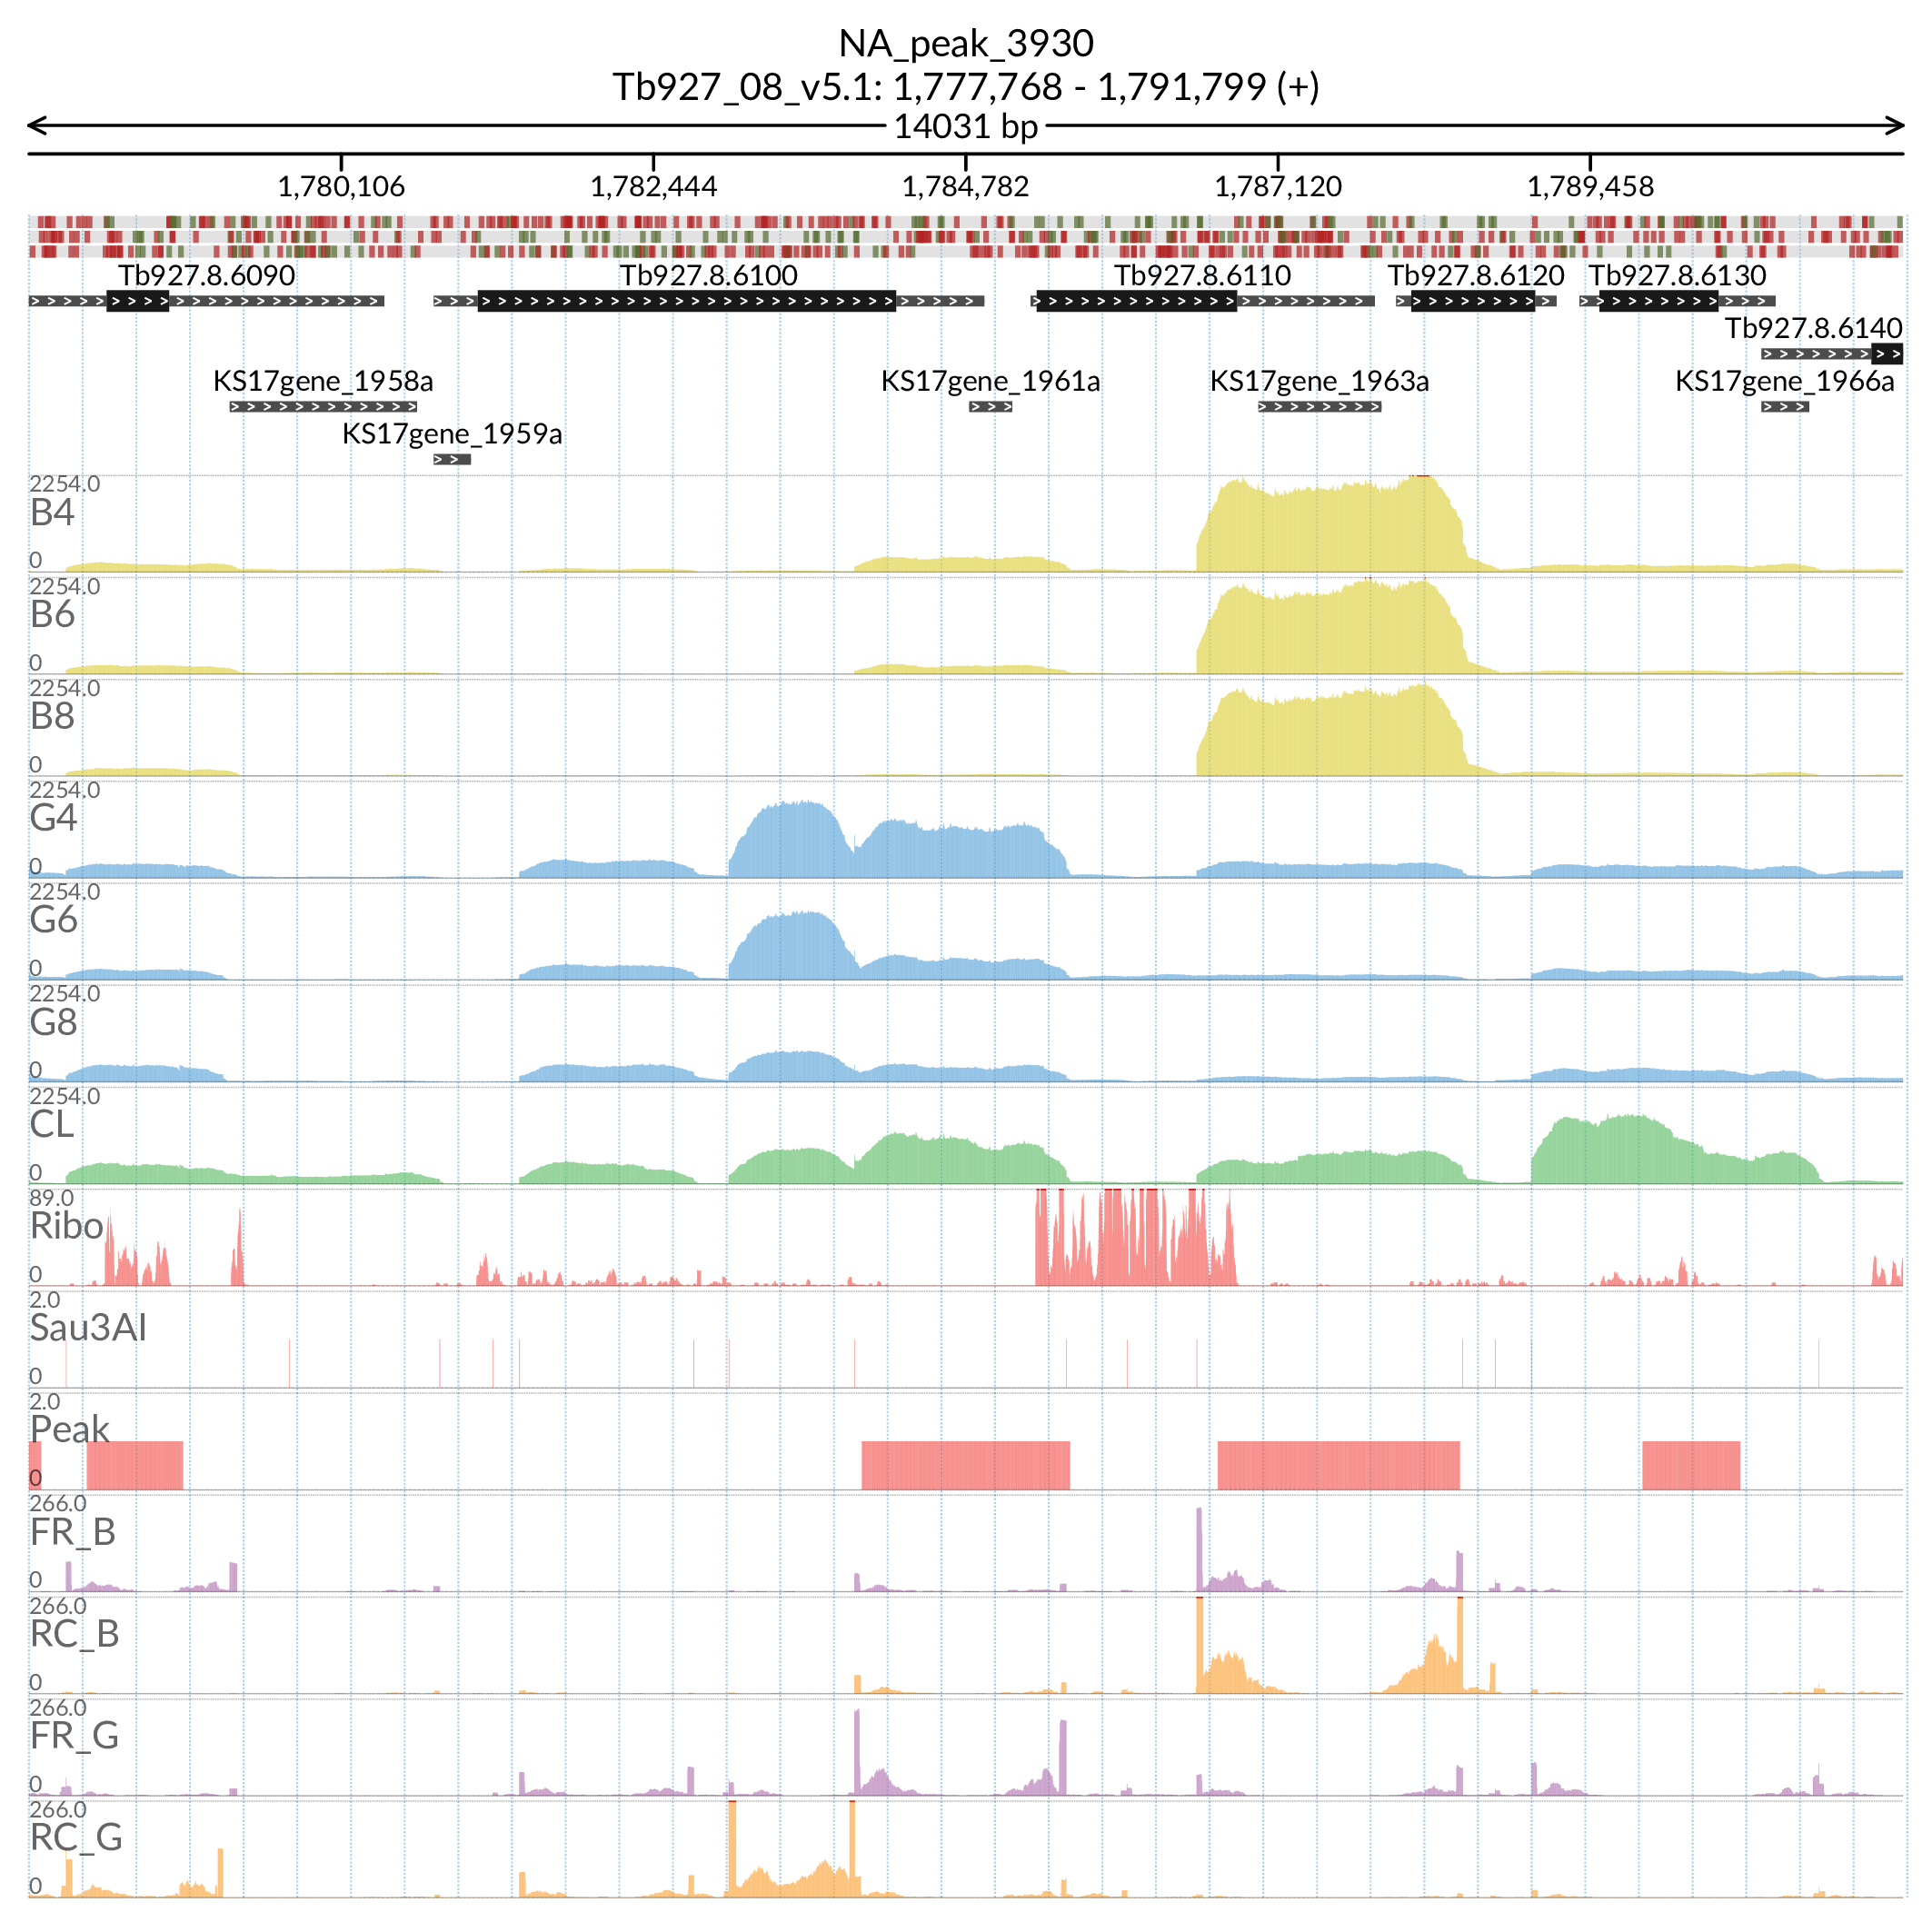 NA_peak_3930
Tb927_08_v5.1: 1,777,768 - 1,791,799 (+)
14031 bp
1,780,106 1,782,444 1,784,782 1,787,120 1,789,458
Tb927.8.6090 Tb927.8.6100 Tb927.8.6110 Tb927.8.6120 Tb927.8.6130
Tb927.8.6140
KS17gene_1958a KS17gene_1961a KS17gene_1963a KS17gene_1966a
KS17gene_1959a
2254.0
B4
0
2254.0
B6
0
2254.0
B8
0
2254.0
G4
0
2254.0
G6
0
2254.0
G8
0
2254.0
CL
0
89.0
Ribo
0
2.0
Sau3AI
0
2.0
Peak
0
266.0
FR_B
0
266.0
RC_B
0
266.0
FR_G
0
266.0
RC_G
0